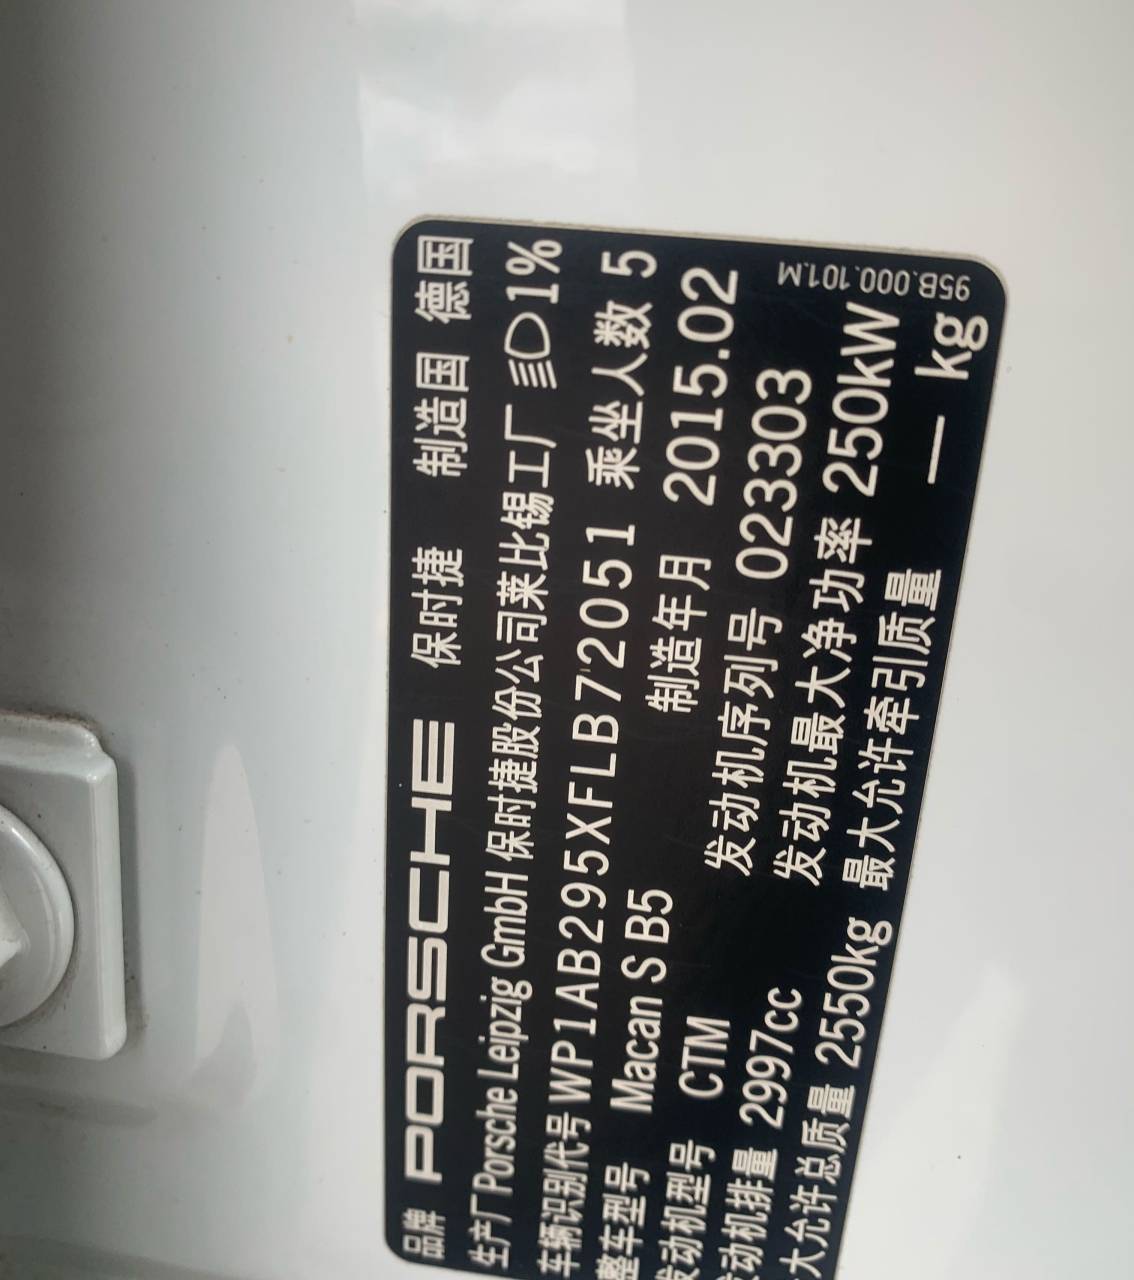 品牌 PORSCHE 保时捷 制造国 德国
生产厂 Porsche Leipzig GmbH 保时捷股份公司莱比锡工厂 1%
车辆识别代号 WP1AB295XFLB72051 乘坐人数 5
整车型号 Macan S B5 制造年月 2015.02
发动机型号 CTM 发动机序列号 023303
发动机排量 2997cc 发动机最大净功率 250kW
大允许总质量 2550kg 最大允许牵引质量 — kg
95B.000.101.M